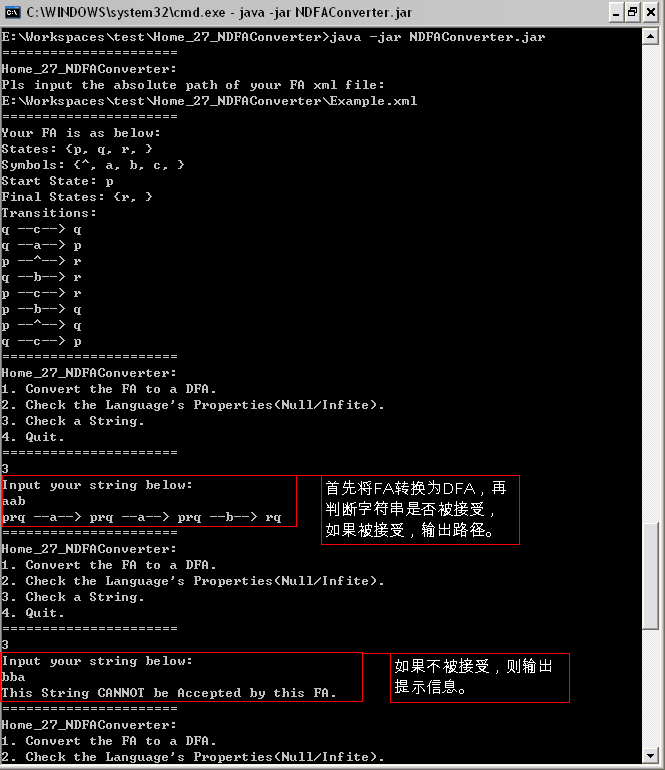 C:\WINDOWS\system32\cmd.exe - java -jar NDFAConverter.jar
E:\Workspaces\test\Home_27_NDFAConverter>java -jar NDFAConverter.jar
======================
Home_27_NDFAConverter:
Pls input the absolute path of your FA xml file:
E:\Workspaces\test\Home_27_NDFAConverter\Example.xml
======================
Your FA is as below:
States: {p, q, r, }
Symbols: {^, a, b, c, }
Start State: p
Final States: {r, }
Transitions:
q --c--> q
q --a--> p
p --^--> r
q --b--> r
p --c--> r
p --b--> q
p --^--> q
q --c--> p
======================
Home_27_NDFAConverter:
1. Convert the FA to a DFA.
2. Check the Language's Properties(Null/Infite).
3. Check a String.
4. Quit.
======================
3
Input your string below:
aab
prq --a--> prq --a--> prq --b--> rq
首先将FA转换为DFA，再
判断字符串是否被接受，
如果被接受，输出路径。
======================
Home_27_NDFAConverter:
1. Convert the FA to a DFA.
2. Check the Language's Properties(Null/Infite).
3. Check a String.
4. Quit.
======================
3
Input your string below:
bba
This String CANNOT be Accepted by this FA.
如果不被接受，则输出
提示信息。
======================
Home_27_NDFAConverter:
1. Convert the FA to a DFA.
2. Check the Language's Properties(Null/Infite).